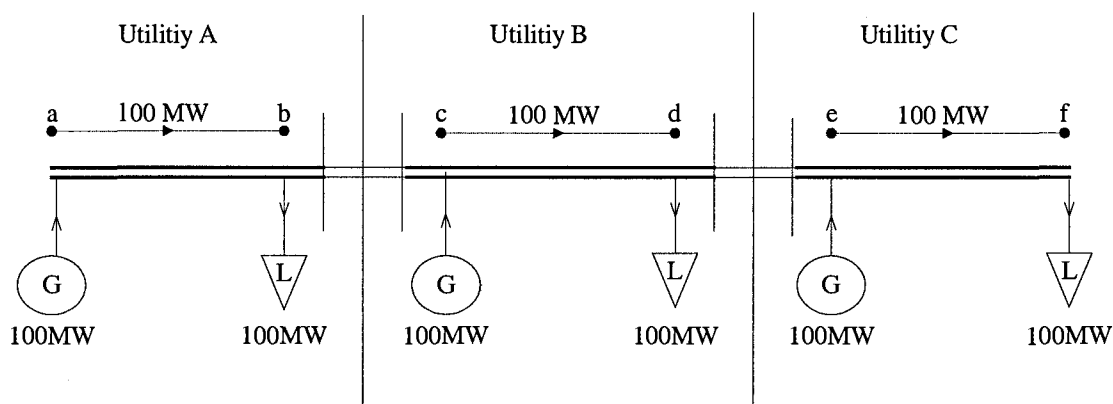 Utilitiy A Utilitiy B Utilitiy C
a 100 MW b c 100 MW d e 100 MW f
G L G L G L
100MW 100MW 100MW 100MW 100MW 100MW